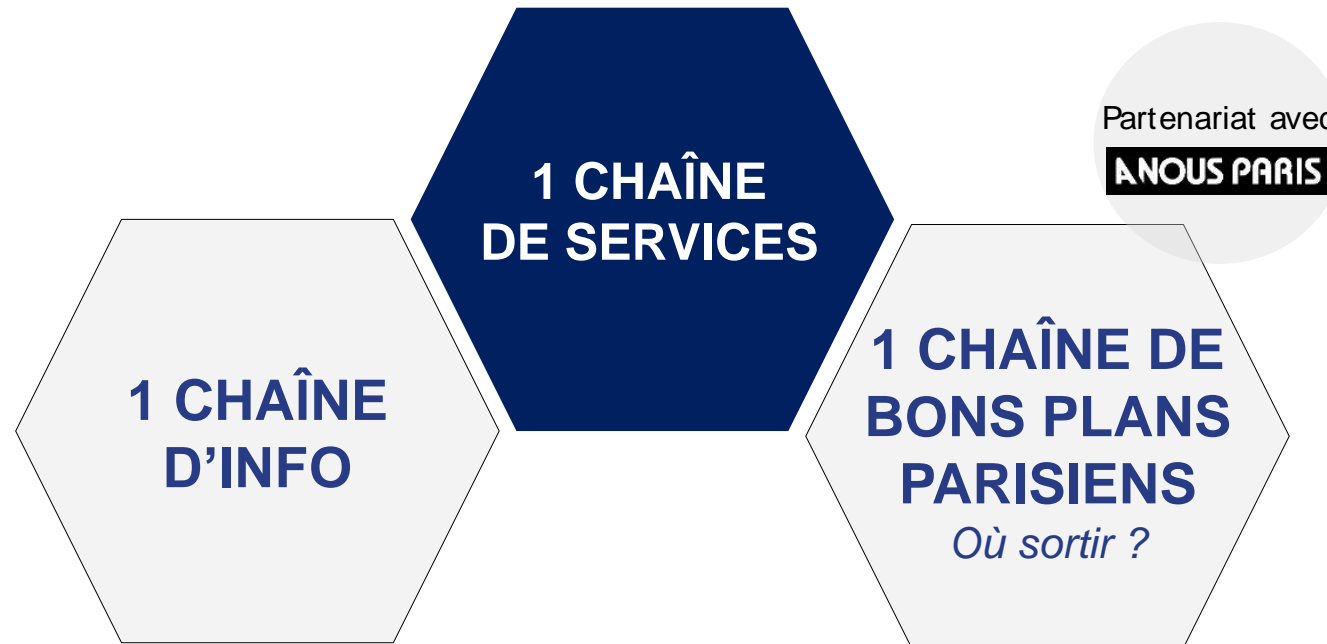 1 CHAÎNE
DE SERVICES
Partenariat avec
A NOUS PARIS
1 CHAÎNE
D’INFO
1 CHAÎNE DE
BONS PLANS
PARISIENS
Où sortir ?